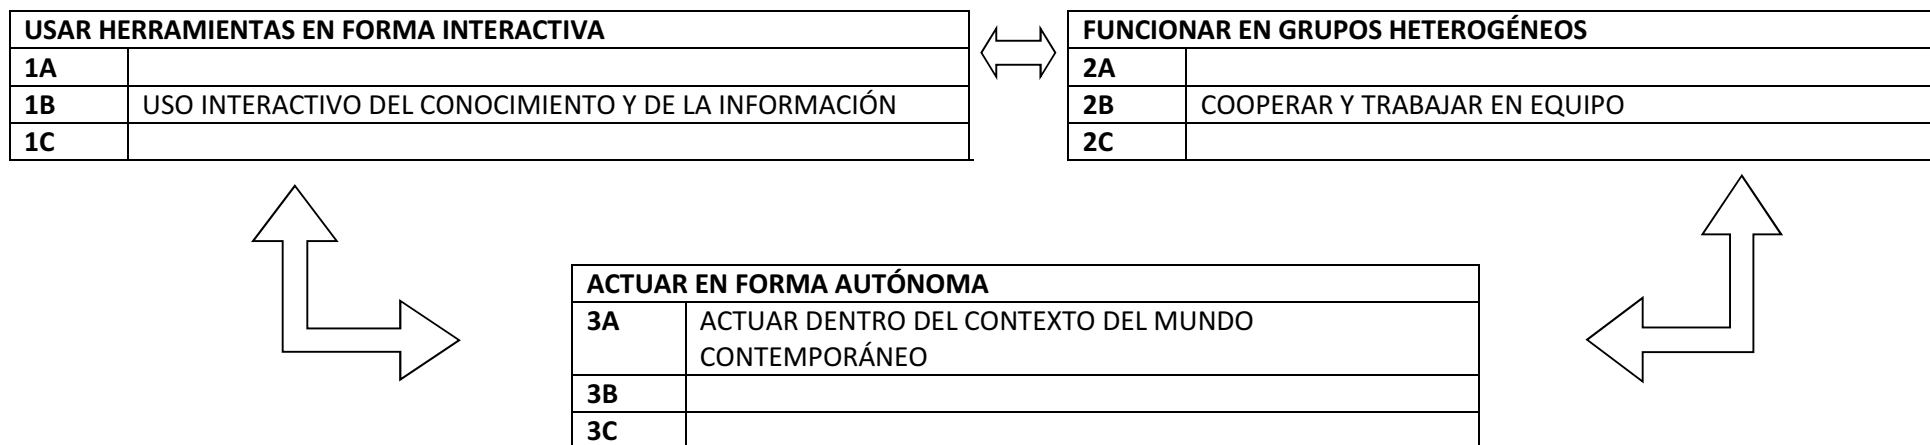 USAR HERRAMIENTAS EN FORMA INTERACTIVA
1A
1B USO INTERACTIVO DEL CONOCIMIENTO Y DE LA INFORMACIÓN
1C
FUNCIONAR EN GRUPOS HETEROGÉNEOS
2A
2B COOPERAR Y TRABAJAR EN EQUIPO
2C
ACTUAR EN FORMA AUTÓNOMA
3A ACTUAR DENTRO DEL CONTEXTO DEL MUNDO
CONTEMPORÁNEO
3B
3C